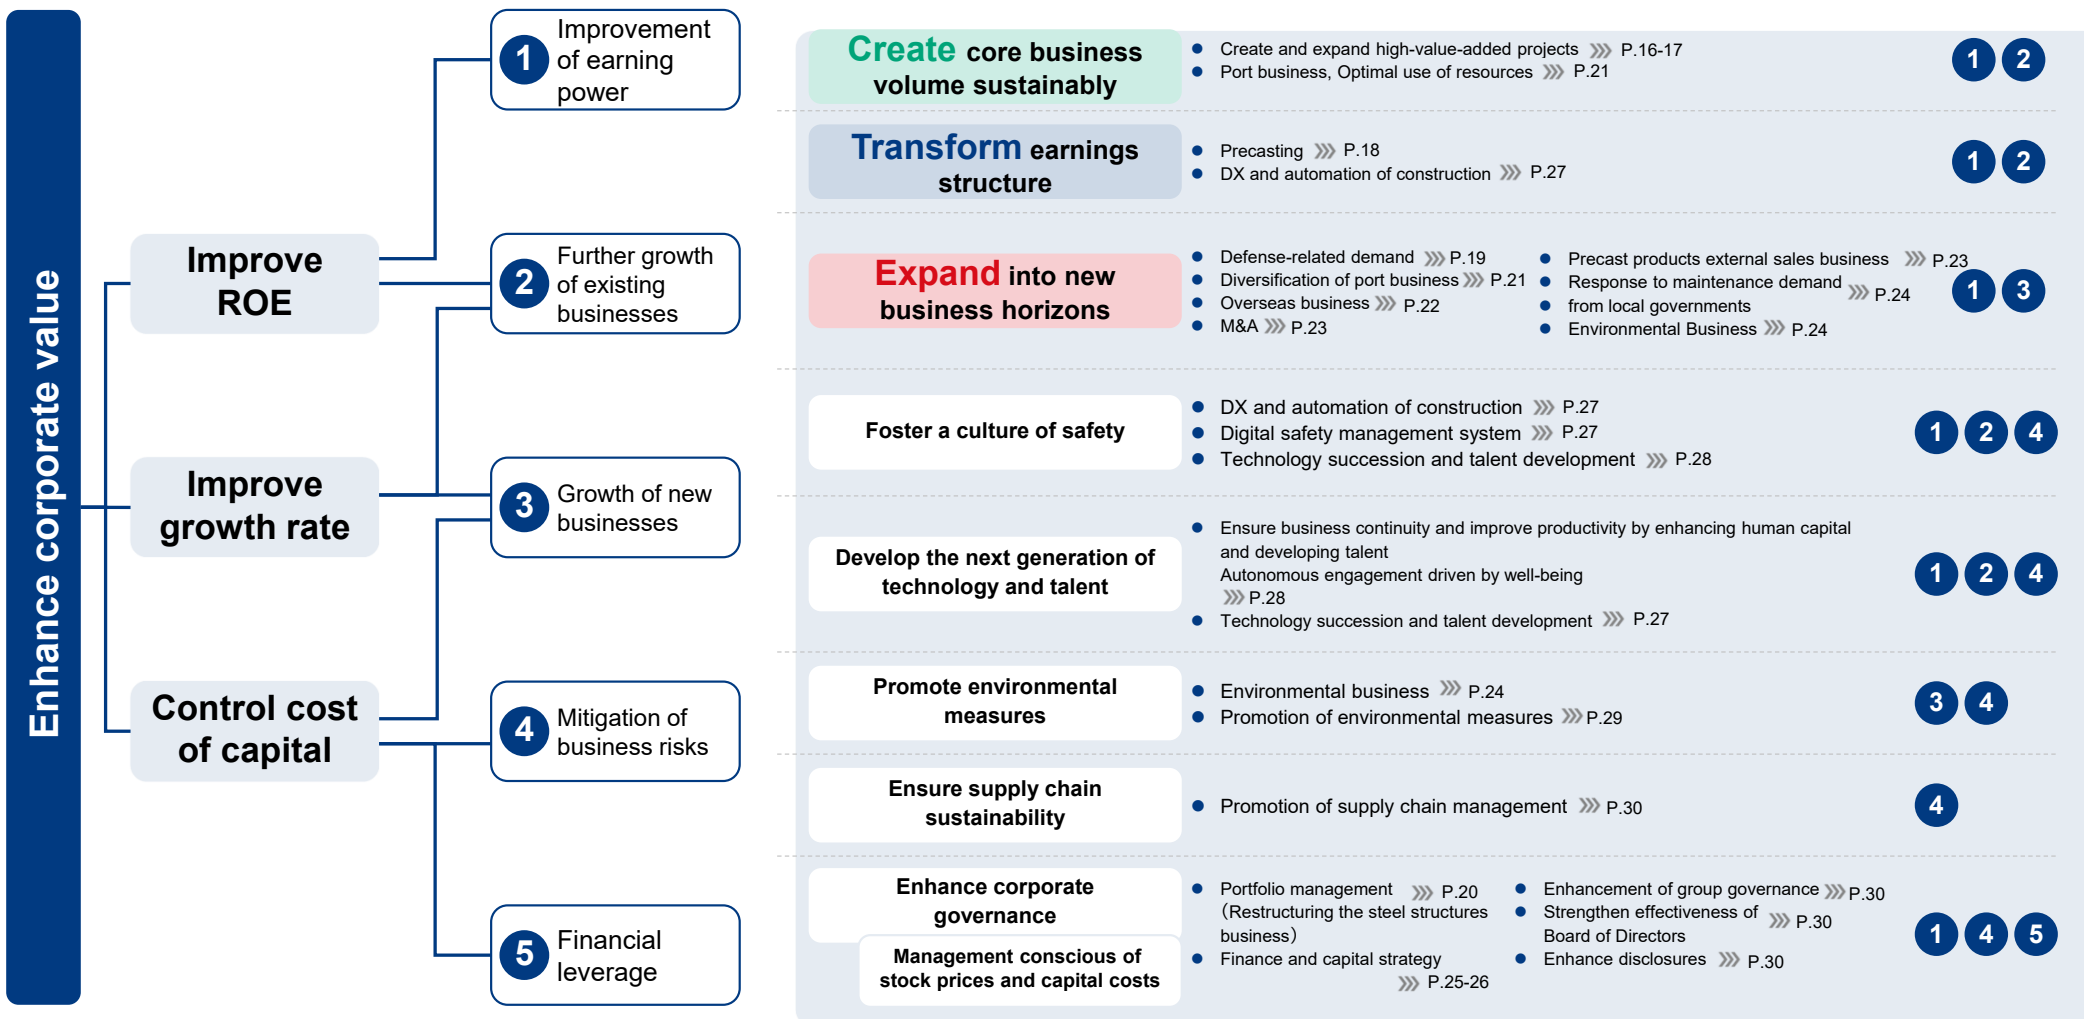 Enhance corporate value
Improve
ROE
Improve
growth rate
Control cost
of capital
1
Improvement
of earning
power
2
Further growth
of existing
businesses
3
Growth of new
businesses
4
Mitigation of
business risks
5
Financial
leverage
Create core business
volume sustainably
Create and expand high-value-added projects P.16-17
Port business, Optimal use of resources P.21
1 2
Transform earnings
structure
Precasting P.18
DX and automation of construction P.27
1 2
Expand into new
business horizons
Defense-related demand P.19
Diversification of port business P.21
Overseas business P.22
M&A P.23
Precast products external sales business P.23
Response to maintenance demand
from local governments P.24
Environmental Business P.24
1 3
Foster a culture of safety
DX and automation of construction P.27
Digital safety management system P.27
Technology succession and talent development P.28
1 2 4
Develop the next generation of
technology and talent
Ensure business continuity and improve productivity by enhancing human capital
and developing talent
Autonomous engagement driven by well-being
P.28
Technology succession and talent development P.27
1 2 4
Promote environmental
measures
Environmental business P.24
Promotion of environmental measures P.29
3 4
Ensure supply chain
sustainability
Promotion of supply chain management P.30
4
Enhance corporate
governance
Management conscious of
stock prices and capital costs
Portfolio management P.20
(Restructuring the steel structures
business)
Finance and capital strategy
P.25-26
Enhancement of group governance P.30
Strengthen effectiveness of
Board of Directors P.30
Enhance disclosures P.30
1 4 5